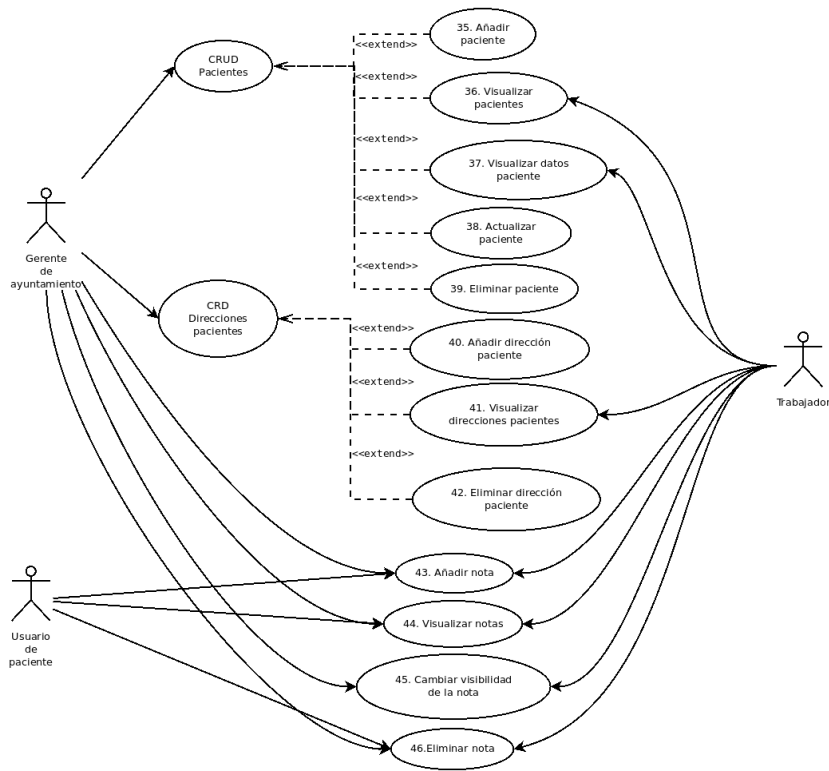 35. Añadir
paciente
<<extend>>
CRUD
Pacientes
<<extend>>
36. Visualizar
pacientes
<<extend>>
37. Visualizar datos
paciente
<<extend>>
38. Actualizar
paciente
<<extend>>
39. Eliminar paciente
Gerente
de
ayuntamiento
CRD
Direcciones
pacientes
<<extend>>
40. Añadir dirección
paciente
<<extend>>
41. Visualizar
direcciones pacientes
Trabajador
<<extend>>
42. Eliminar dirección
paciente
43. Añadir nota
44. Visualizar notas
Usuario
de
paciente
45. Cambiar visibilidad
de la nota
46.Eliminar nota